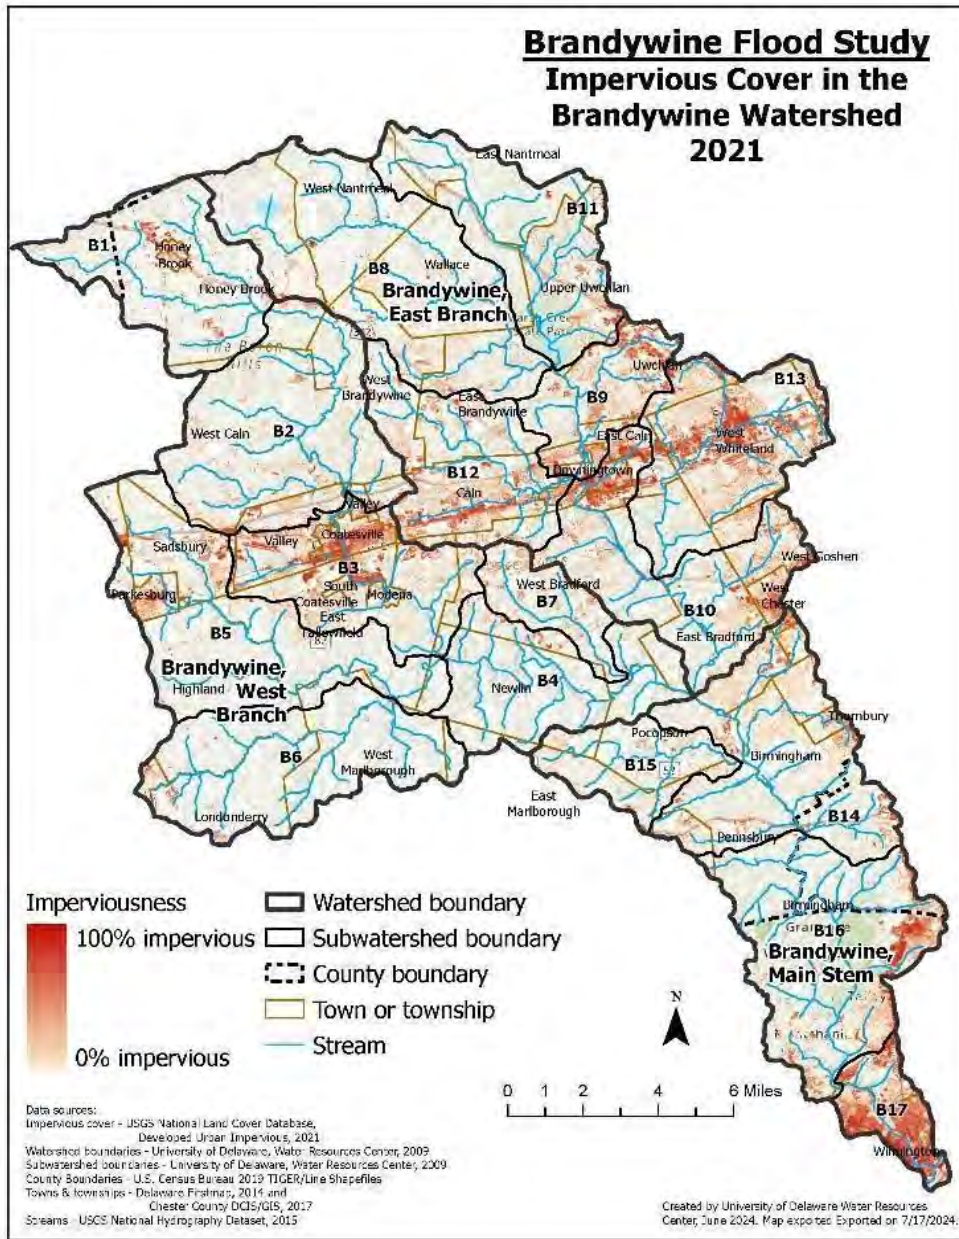 Brandywine Flood Study
Impervious Cover in the
Brandywine Watershed
2021
East Nantmeal
West Nantmeal
B11
B1
Honey
Brook
B8
Wallace
Honey Brook
Brandywine,
East Branch
Upper Uwchlan
West
Brandywine
East
Brandywine
B9
Uwchlan
B13
West Caln
B2
East Caln
West
Whiteland
B12
Downingtown
Caln
Valley
Sadsbury
Valley
Coatesville
B3
South
Coatesville
Modena
West Goshen
Parkesburg
West Bradford
B7
West
Chester
B5
East
Fallowfield
82
B10
East Bradford
Brandywine,
West
Branch
Highland
Newlin
B4
Thornbury
Pocopson
Birmingham
B6
West
Marlborough
B15
52
East
Marlborough
Londonderry
B14
Pennsbury
Birmingham
B16
Brandywine,
Main Stem
B17
Wilmington
Imperviousness
100% impervious
0% impervious
Watershed boundary
Subwatershed boundary
County boundary
Town or township
Stream
N
0 1 2 4 6 Miles
Data sources:
Impervious cover - USGS National Land Cover Database,
Developed Urban Impervious, 2021
Watershed boundaries - University of Delaware, Water Resources Center, 2009
Subwatershed boundaries - University of Delaware, Water Resources Center, 2009
County Boundaries - U.S. Census Bureau 2019 TIGER/Line Shapefiles
Towns & townships - Delaware Firstmap, 2014 and
Chester County DCIS/GIS, 2017
Streams - USGS National Hydrography Dataset, 2015
Created by University of Delaware Water Resources
Center, June 2024. Map exported Exported on 7/17/2024.